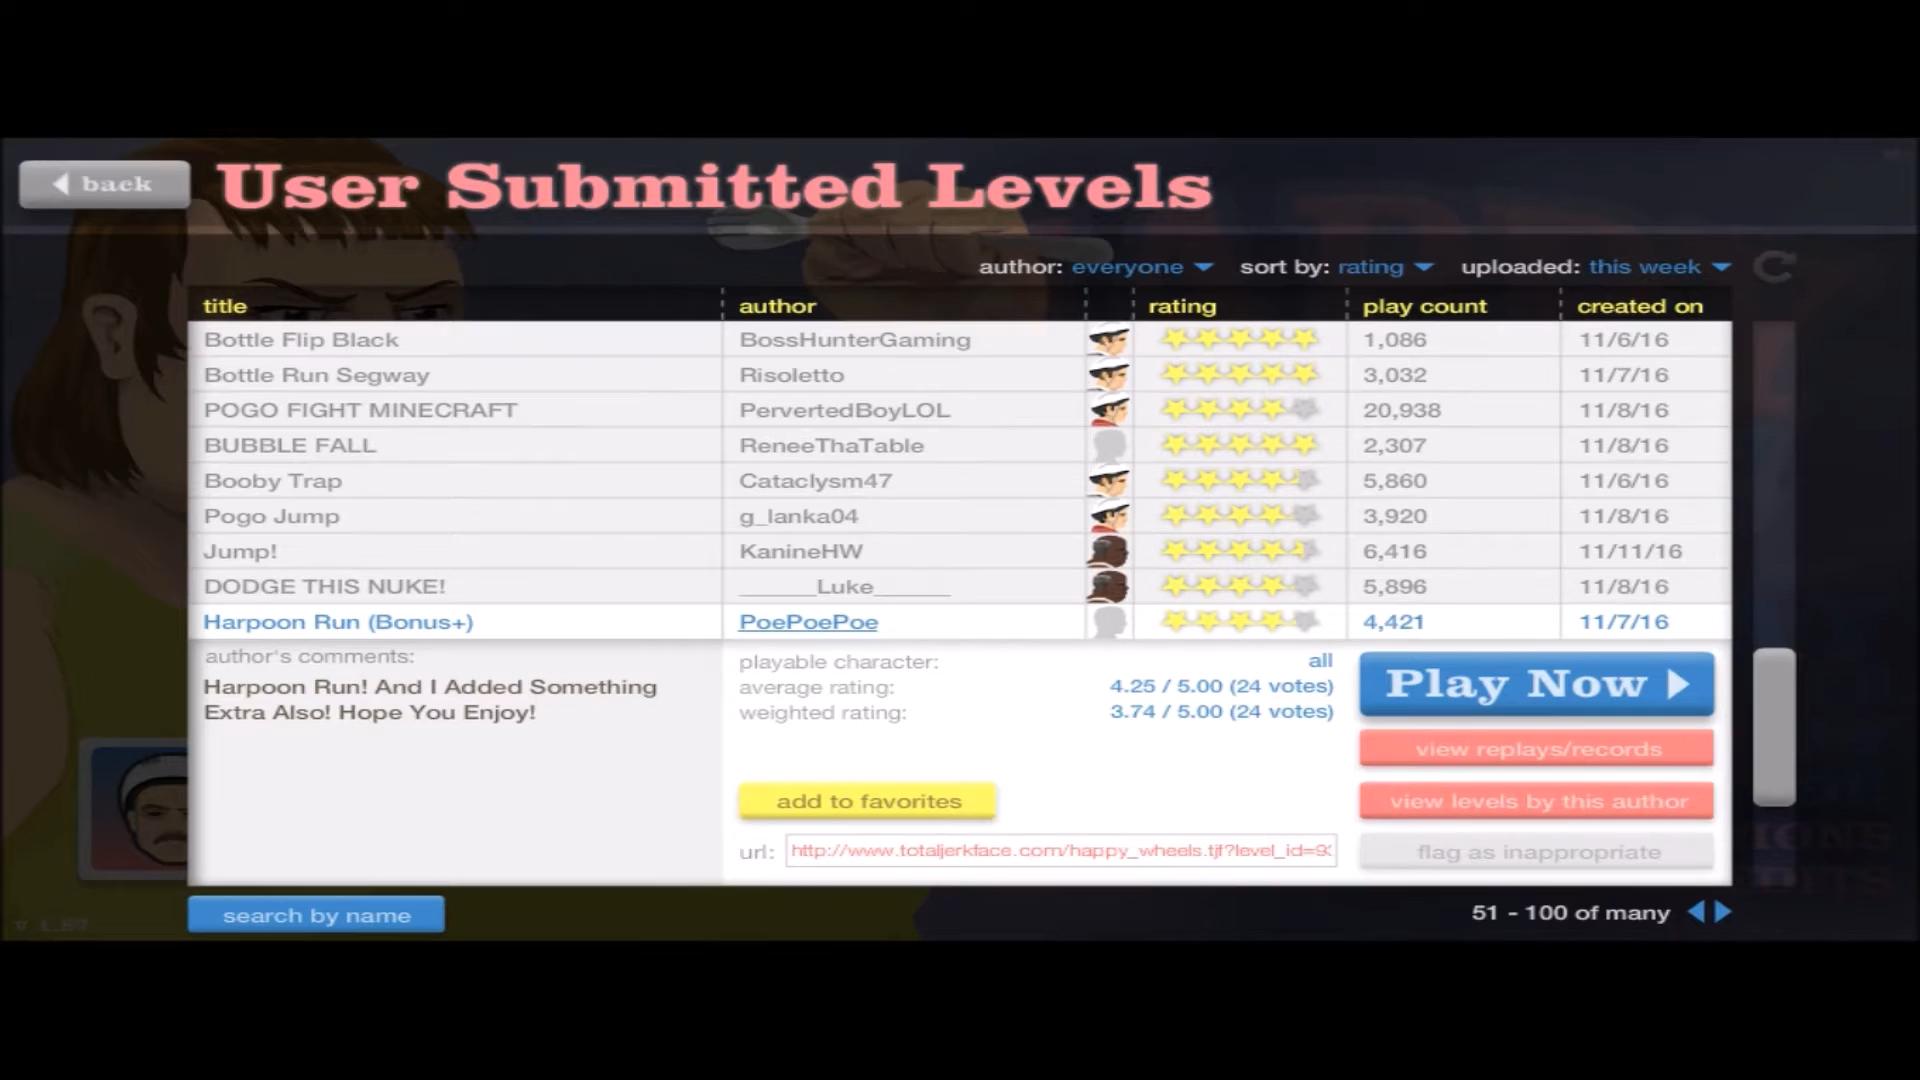 back
User Submitted Levels
author: everyone sort by: rating uploaded: this week
title author rating play count created on
Bottle Flip Black BossHunterGaming 1,086 11/6/16
Bottle Run Segway Risoletto 3,032 11/7/16
POGO FIGHT MINECRAFT PervertedBoyLOL 20,938 11/8/16
BUBBLE FALL ReneeThaTable 2,307 11/8/16
Booby Trap Cataclysm47 5,860 11/6/16
Pogo Jump g_lanka04 3,920 11/8/16
Jump! KanineHW 6,416 11/11/16
DODGE THIS NUKE! ______Luke______ 5,896 11/8/16
Harpoon Run (Bonus+) PoePoePoe 4,421 11/7/16
author's comments:
Harpoon Run! And I Added Something
Extra Also! Hope You Enjoy!
playable character: all
average rating: 4.25 / 5.00 (24 votes)
weighted rating: 3.74 / 5.00 (24 votes)
add to favorites
url: http://www.totaljerkface.com/happy_wheels.tjf?level_id=9
Play Now
view replays/records
view levels by this author
flag as inappropriate
search by name
51 - 100 of many